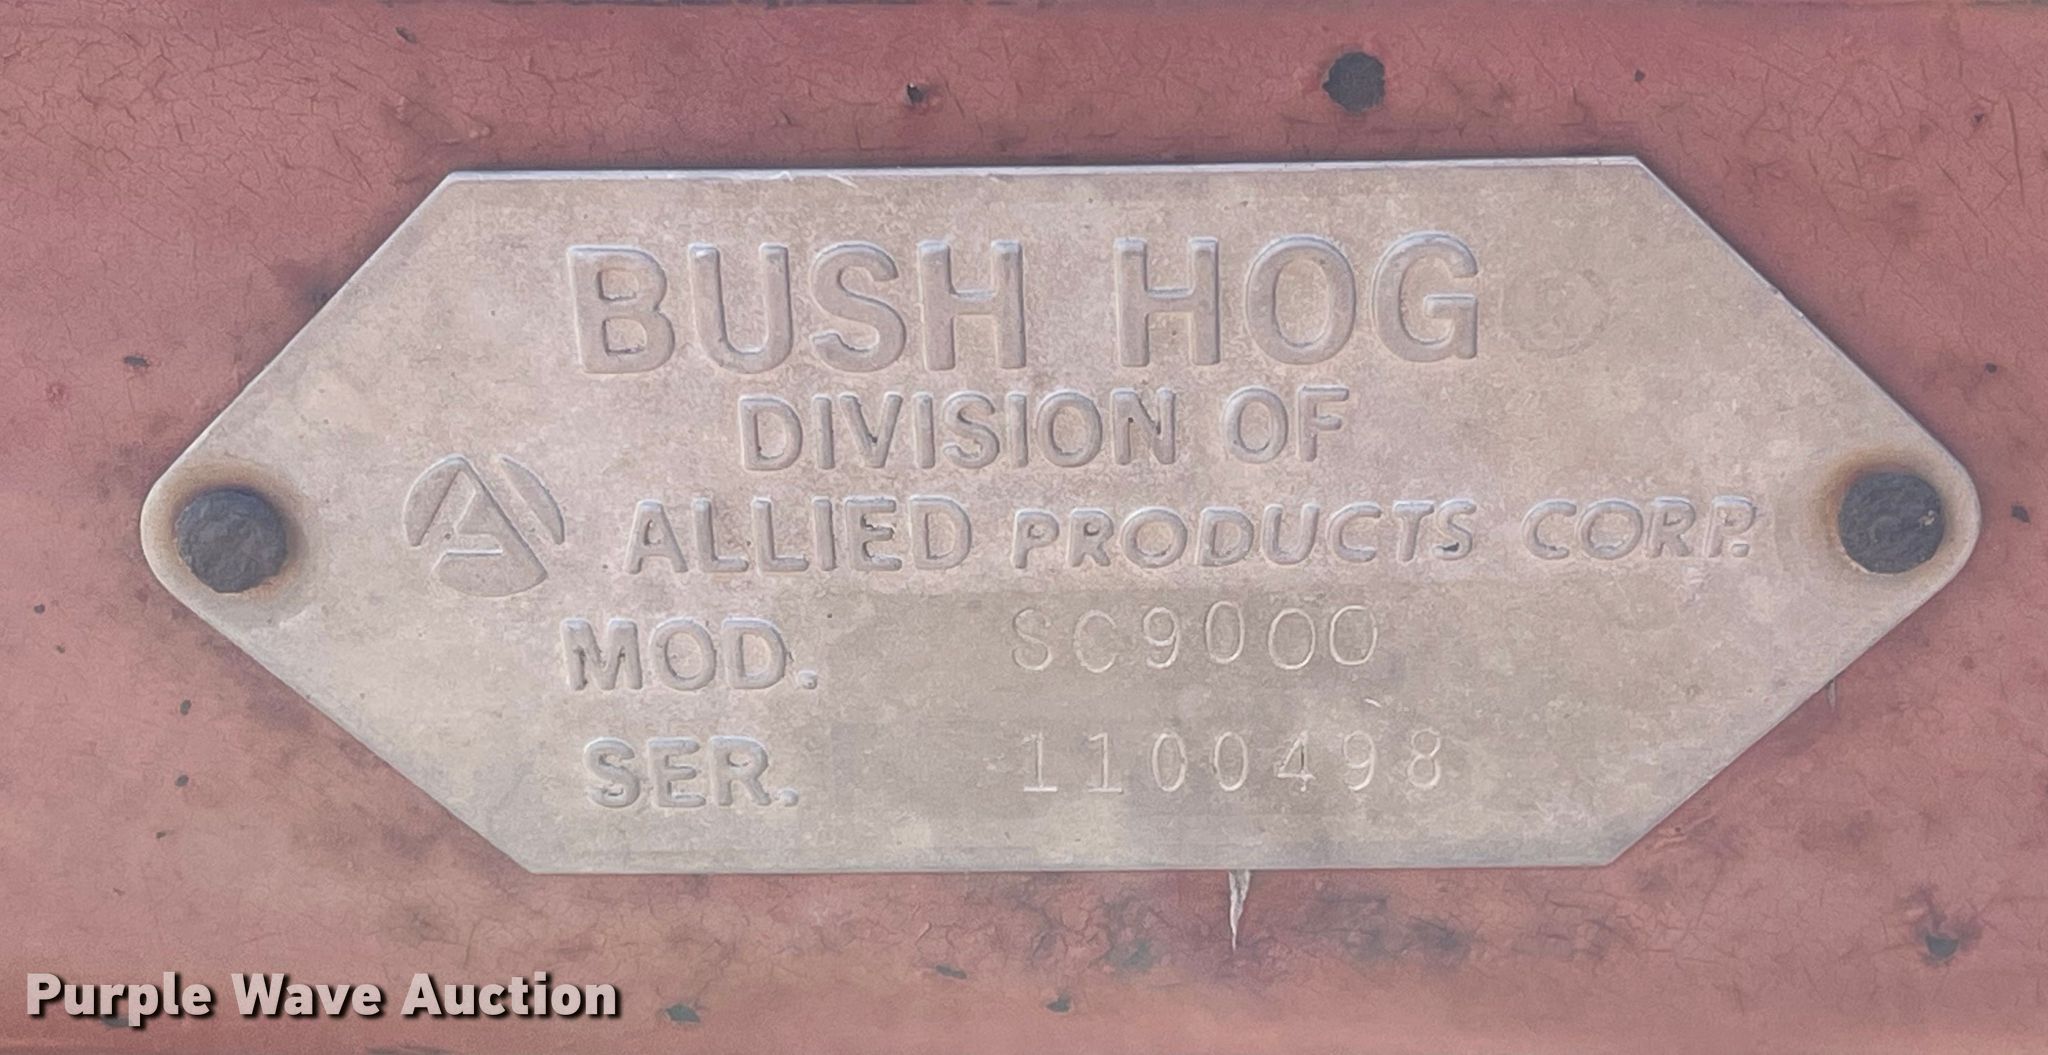 BUSH HOG
DIVISION OF
ALLIED PRODUCTS CORP.
MOD. SC9000
SER. 1100498
Purple Wave Auction